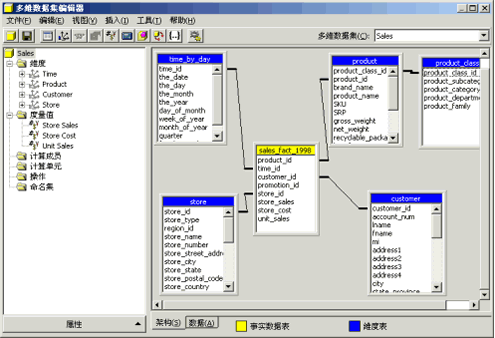 多维数据集编辑器
文件(F) 编辑(E) 视图(V) 插入(I) 工具(T) 帮助(H)
多维数据集(C): Sales
Sales
维度
Time
Product
Customer
Store
度量值
Store Sales
Store Cost
Unit Sales
计算成员
计算单元
操作
命名集
属性
time_by_day
time_id
the_date
the_day
the_month
the_year
day_of_month
week_of_year
month_of_year
quarter
product
product_class_id
product_id
brand_name
product_name
SKU
SRP
gross_weight
net_weight
recyclable_packa
product_class
product_class_id
product_subcateg
product_category
product_departme
product_family
sales_fact_1998
product_id
time_id
customer_id
promotion_id
store_id
store_sales
store_cost
unit_sales
store
store_id
store_type
region_id
store_name
store_number
store_street_addre
store_city
store_state
store_postal_code
store_country
customer
customer_id
account_num
lname
fname
mi
address1
address2
address3
address4
city
state_province
架构(S) 数据(A)
事实数据表
维度表